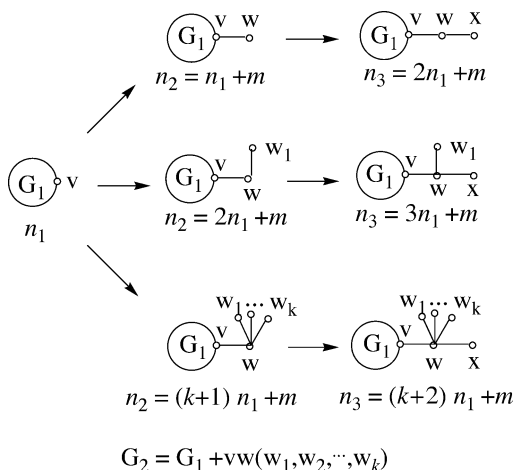 G₁ v w
G₁ v w x
n₂ = n₁ +m
n₃ = 2n₁ +m
G₁ v
n₁
G₁ v w w₁
G₁ v w w₁ x
n₂ = 2n₁ +m
n₃ = 3n₁ +m
w₁ ··· wₖ
G₁ v w
w₁ ··· wₖ
G₁ v w x
n₂ = (k+1) n₁ +m
n₃ = (k+2) n₁ +m
G₂ = G₁ +vw(w₁,w₂,···,wₖ)